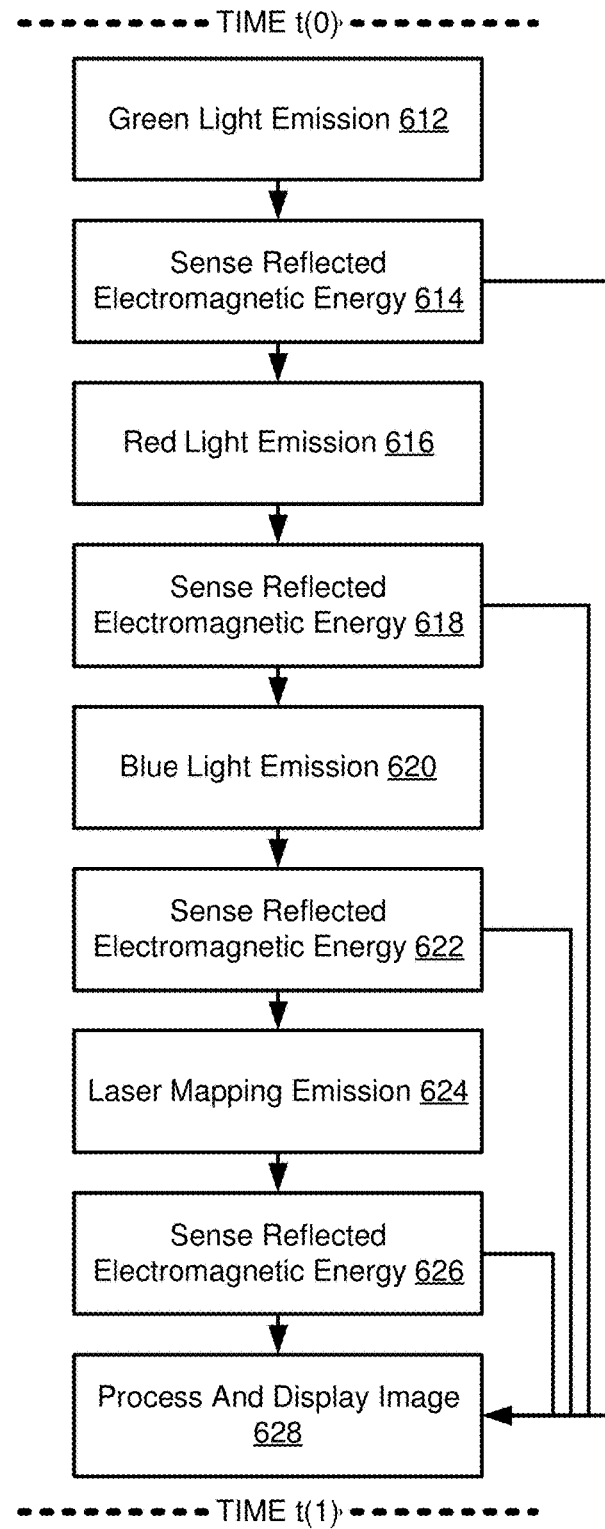 TIME t(0)
Green Light Emission 612
Sense Reflected
Electromagnetic Energy 614
Red Light Emission 616
Sense Reflected
Electromagnetic Energy 618
Blue Light Emission 620
Sense Reflected
Electromagnetic Energy 622
Laser Mapping Emission 624
Sense Reflected
Electromagnetic Energy 626
Process And Display Image
628
TIME t(1)